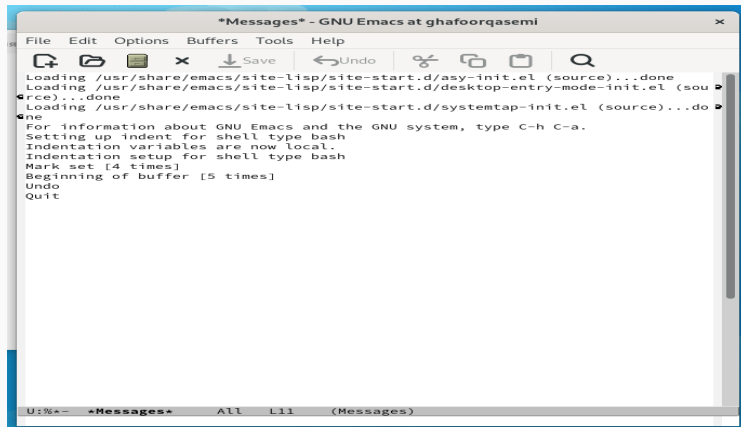 *Messages* - GNU Emacs at ghafoorqasemi
File Edit Options Buffers Tools Help
Save Undo
Loading /usr/share/emacs/site-lisp/site-start.d/asy-init.el (source)...done
Loading /usr/share/emacs/site-lisp/site-start.d/desktop-entry-mode-init.el (sou
rce)...done
Loading /usr/share/emacs/site-lisp/site-start.d/systemtap-init.el (source)...do
ne
For information about GNU Emacs and the GNU system, type C-h C-a.
Setting up indent for shell type bash
Indentation variables are now local.
Indentation setup for shell type bash
Mark set [4 times]
Beginning of buffer [5 times]
Undo
Quit
U:%*- *Messages* All L11 (Messages)